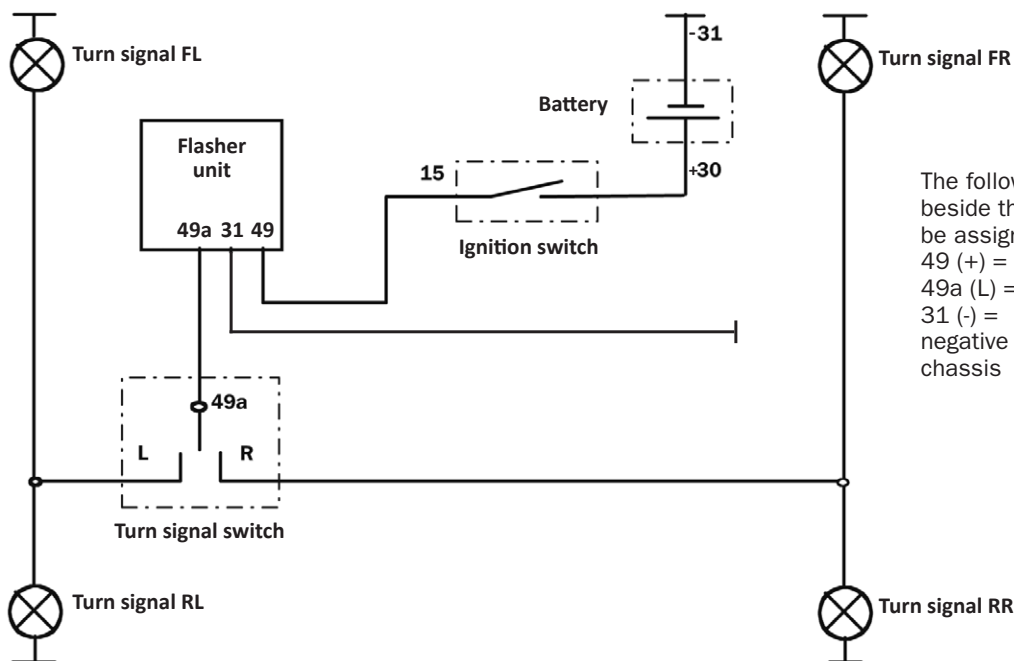 Turn signal FL
-31
Turn signal FR
Battery
Flasher
unit
15
+30
49a 31 49
Ignition switch
The follow
beside th
be assign
49 (+) =
49a (L) =
31 (-) =
negative
chassis
49a
L R
Turn signal switch
Turn signal RL
Turn signal RR